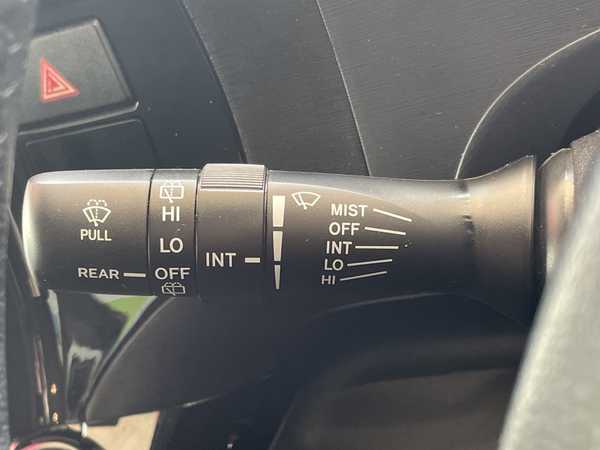 PULL
REAR
HI
LO
OFF
INT
MIST
OFF
INT
LO
HI